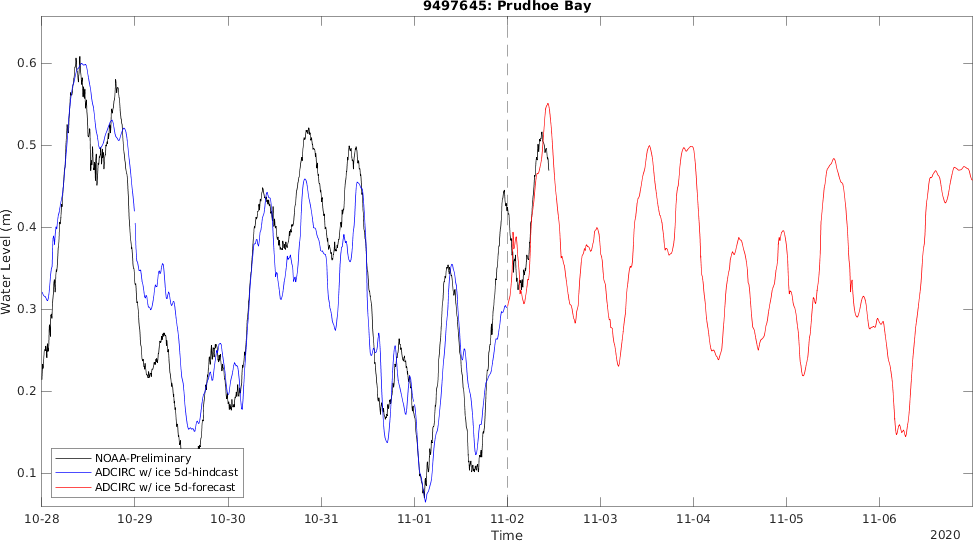 9497645: Prudhoe Bay
Water Level (m)
0.6
0.5
0.4
0.3
0.2
0.1
NOAA-Preliminary
ADCIRC w/ ice 5d-hindcast
ADCIRC w/ ice 5d-forecast
10-28 10-29 10-30 10-31 11-01 11-02 11-03 11-04 11-05 11-06
Time
2020